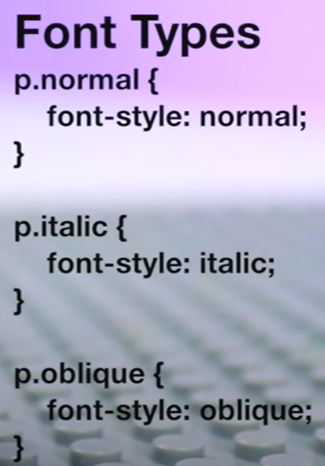 Font Types
p.normal {
font-style: normal;
}
p.italic {
font-style: italic;
}
p.oblique {
font-style: oblique;
}